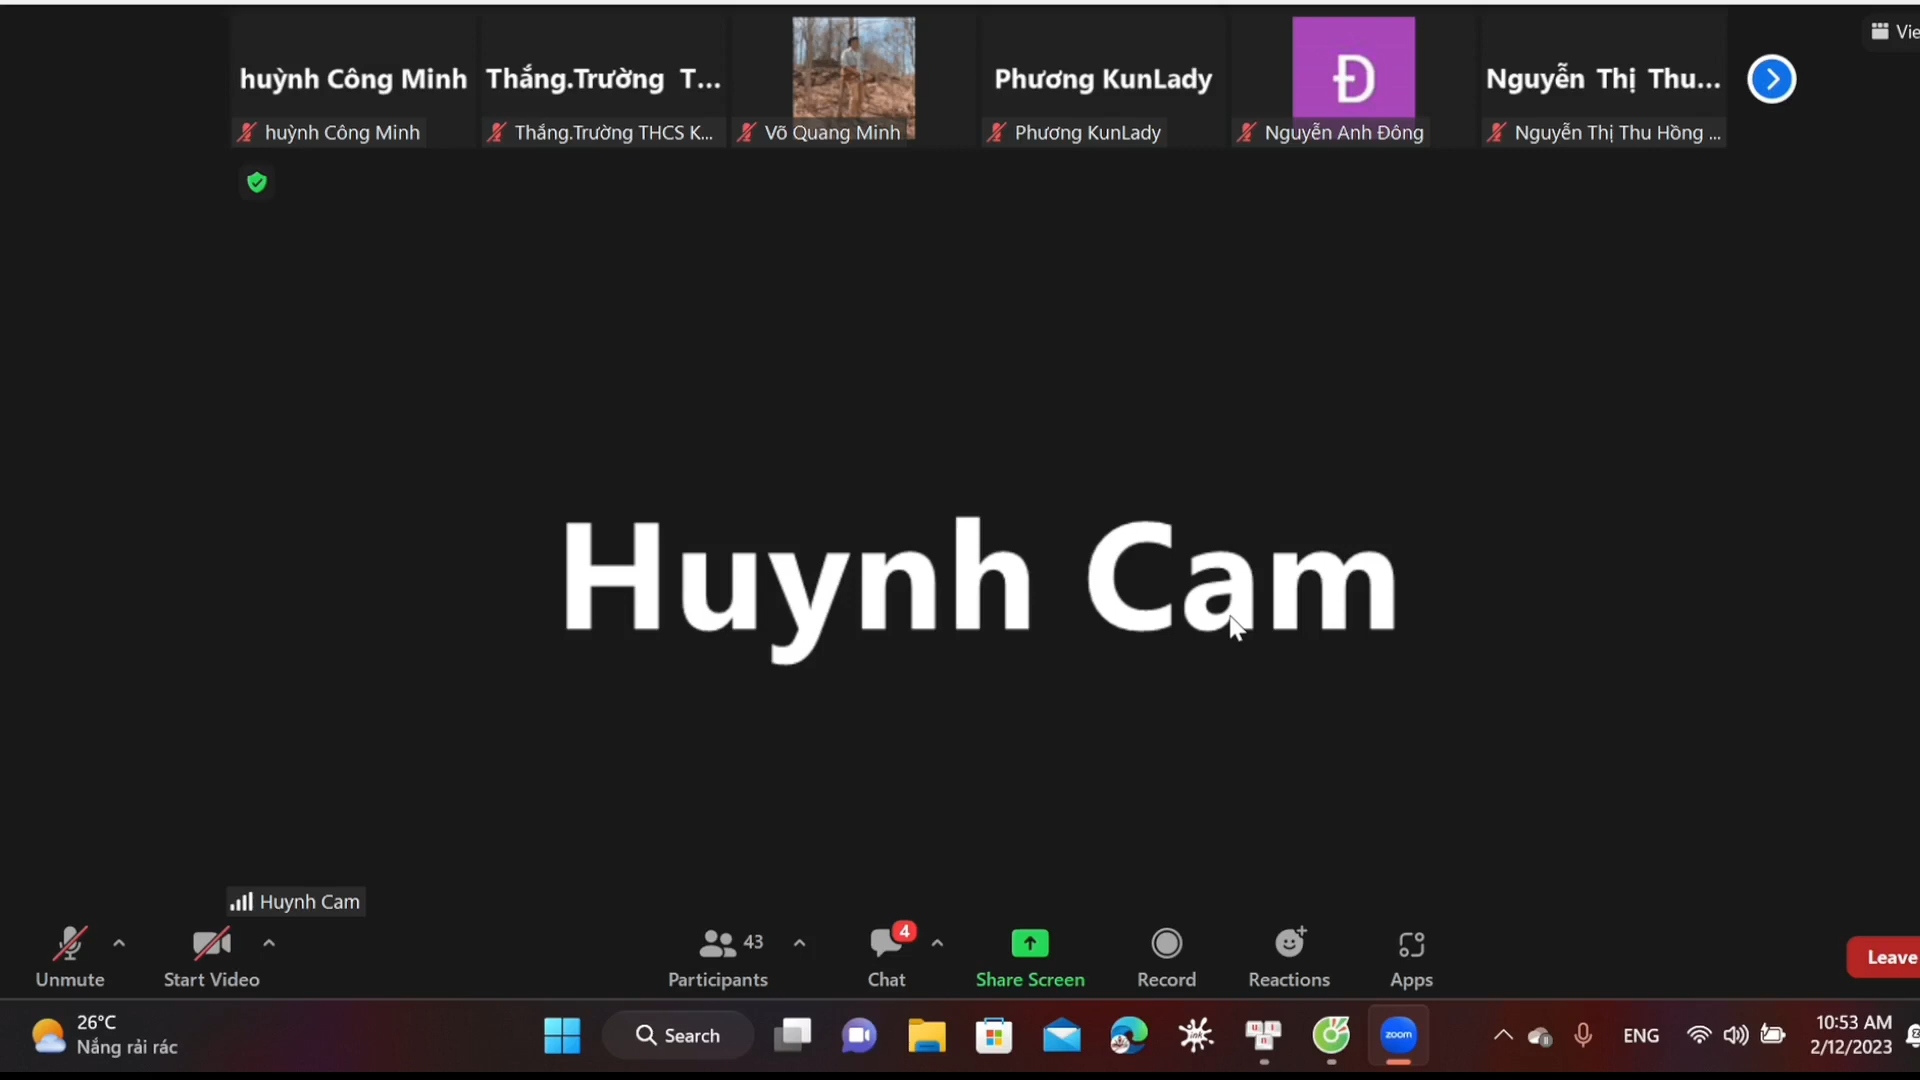 View
huỳnh Công Minh
Thắng.Trường T...
Phương KunLady
Đ
Nguyễn Thị Thu...
huỳnh Công Minh
Thắng.Trường THCS K...
Võ Quang Minh
Phương KunLady
Nguyễn Anh Đông
Nguyễn Thị Thu Hồng ...
Huynh Cam
Huynh Cam
43
4
Unmute
Start Video
Participants
Chat
Share Screen
Record
Reactions
Apps
Leave
26°C
Nắng rải rác
Search
zoom
ENG
10:53 AM
2/12/2023